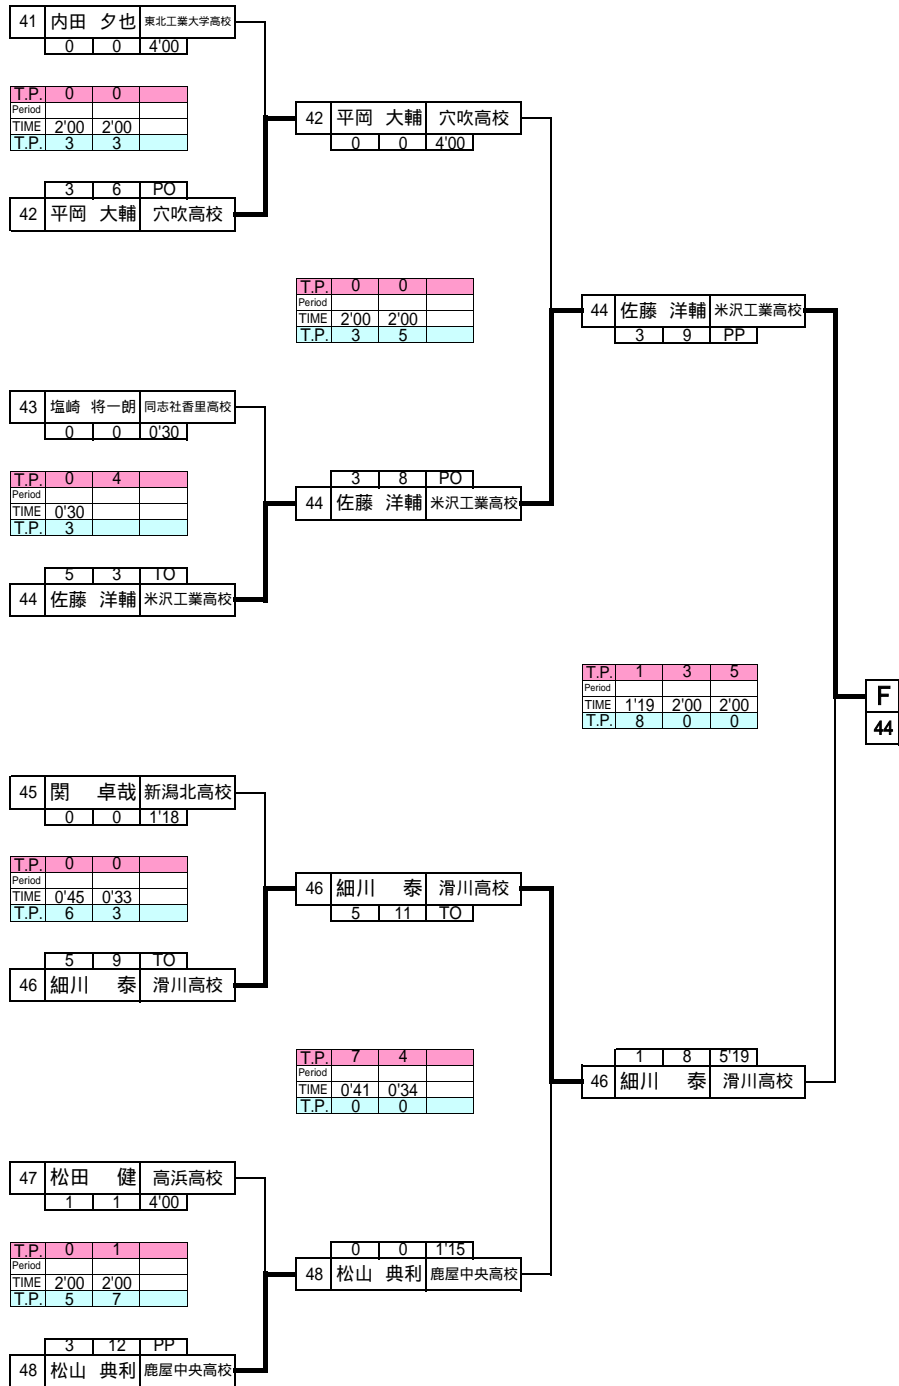 41 内田 夕也 東北工業大学高校
0 0 4'00
T.P. 0 0
Period
TIME 2'00 2'00
T.P. 3 3
3 6 PO
42 平岡 大輔 穴吹高校
42 平岡 大輔 穴吹高校
0 0 4'00
T.P. 0 0
Period
TIME 2'00 2'00
T.P. 3 5
44 佐藤 洋輔 米沢工業高校
3 9 PP
43 塩崎 将一朗 同志社香里高校
0 0 0'30
T.P. 0 4
Period
TIME 0'30
T.P. 3
5 3 TO
44 佐藤 洋輔 米沢工業高校
3 8 PO
44 佐藤 洋輔 米沢工業高校
T.P. 1 3 5
Period
TIME 1'19 2'00 2'00
T.P. 8 0 0
F
44
45 関 卓哉 新潟北高校
0 0 1'18
T.P. 0 0
Period
TIME 0'45 0'33
T.P. 6 3
5 9 TO
46 細川 泰 滑川高校
46 細川 泰 滑川高校
5 11 TO
T.P. 7 4
Period
TIME 0'41 0'34
T.P. 0 0
1 8 5'19
46 細川 泰 滑川高校
47 松田 健 高浜高校
1 1 4'00
T.P. 0 1
Period
TIME 2'00 2'00
T.P. 5 7
3 12 PP
48 松山 典利 鹿屋中央高校
0 0 1'15
48 松山 典利 鹿屋中央高校